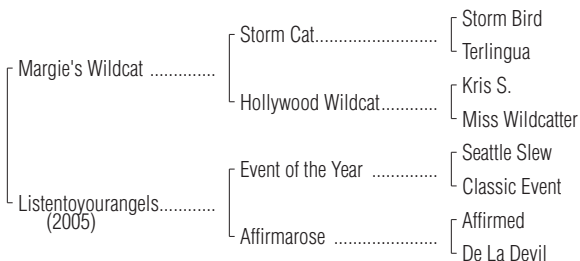 Storm Bird
Storm Cat........................
Terlingua
Margie's Wildcat .............
Kris S.
Hollywood Wildcat...........
Miss Wildcatter
Seattle Slew
Event of the Year .............
Classic Event
Listentoyourangels...........
(2005)
Affirmed
Affirmarose ....................
De La Devil